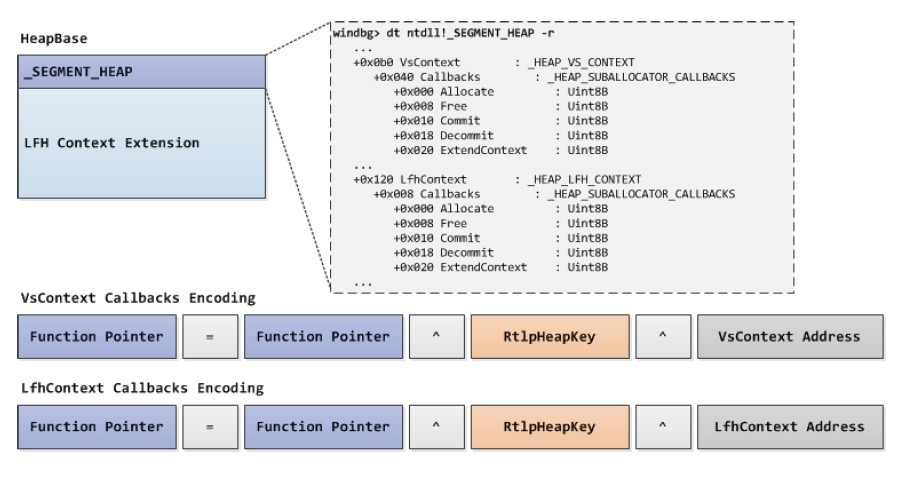 HeapBase
_SEGMENT_HEAP
LFH Context Extension
windbg> dt ntdll!_SEGMENT_HEAP -r
...
+0x0b0 VsContext : _HEAP_VS_CONTEXT
+0x040 Callbacks : _HEAP_SUBALLOCATOR_CALLBACKS
+0x000 Allocate : Uint8B
+0x008 Free : Uint8B
+0x010 Commit : Uint8B
+0x018 Decommit : Uint8B
+0x020 ExtendContext : Uint8B
...
+0x120 LfhContext : _HEAP_LFH_CONTEXT
+0x008 Callbacks : _HEAP_SUBALLOCATOR_CALLBACKS
+0x000 Allocate : Uint8B
+0x008 Free : Uint8B
+0x010 Commit : Uint8B
+0x018 Decommit : Uint8B
+0x020 ExtendContext : Uint8B
...
VsContext Callbacks Encoding
Function Pointer = Function Pointer ^ RtlpHeapKey ^ VsContext Address
LfhContext Callbacks Encoding
Function Pointer = Function Pointer ^ RtlpHeapKey ^ LfhContext Address